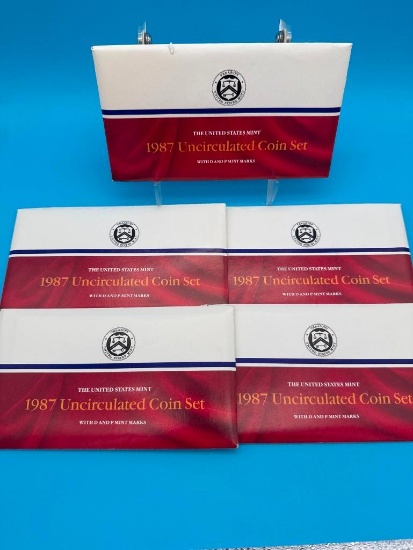 THE UNITED STATES MINT
1987 Uncirculated Coin Set
WITH D AND P MINT MARKS
THE UNITED STATES MINT
1987 Uncirculated Coin Set
WITH D AND P MINT MARKS
THE UNITED STATES MINT
1987 Uncirculated Coin Set
WITH D AND P MINT MARKS
THE UNITED STATES MINT
1987 Uncirculated Coin Set
WITH D AND P MINT MARKS
THE UNITED STATES MINT
1987 Uncirculated Coin Set
WITH D AND P MINT MARKS